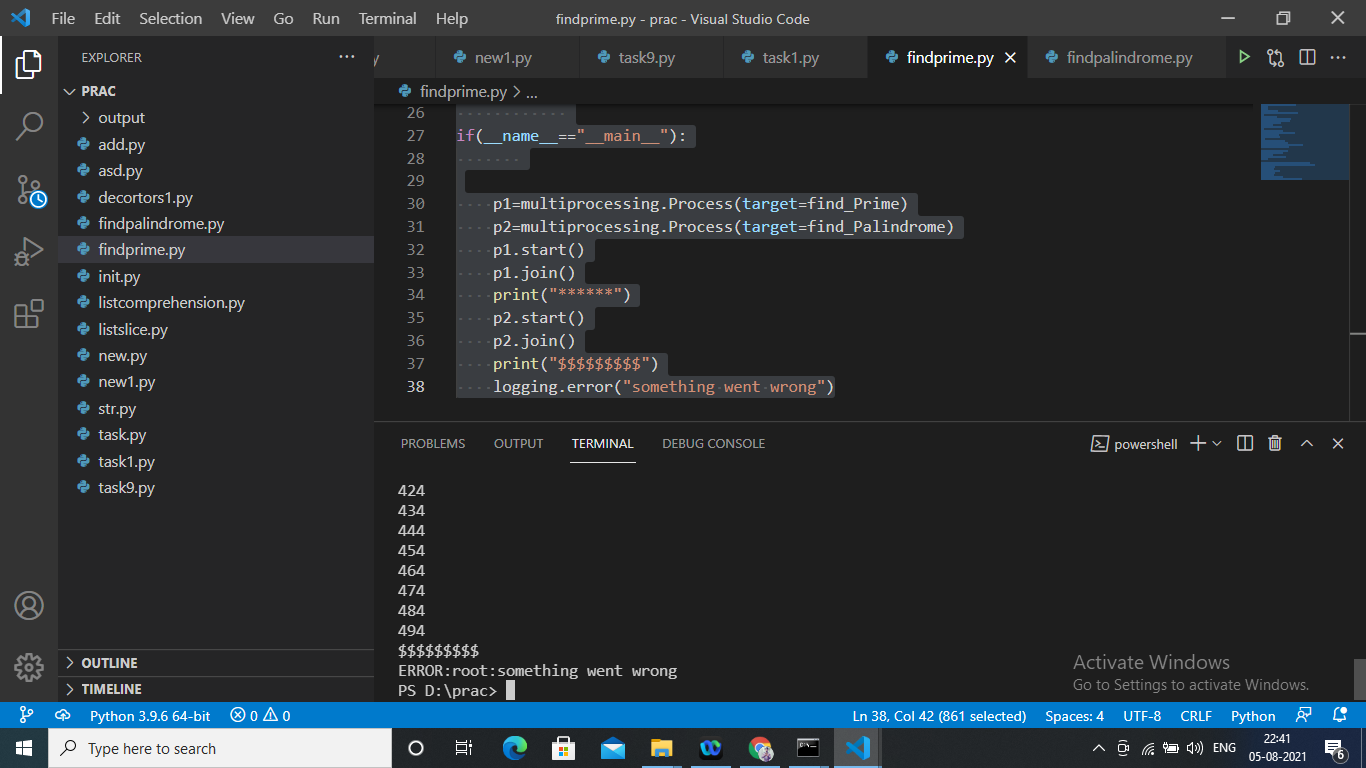 File Edit Selection View Go Run Terminal Help findprime.py - prac - Visual Studio Code
EXPLORER ...
y new1.py task9.py task1.py findprime.py findpalindrome.py ...
PRAC
findprime.py > ...
output
add.py
asd.py
decortors1.py
findpalindrome.py
findprime.py
init.py
listcomprehension.py
listslice.py
new.py
new1.py
str.py
task.py
task1.py
task9.py
OUTLINE
TIMELINE
26
27 if(__name__=="__main__"):
28
29
30 p1=multiprocessing.Process(target=find_Prime)
31 p2=multiprocessing.Process(target=find_Palindrome)
32 p1.start()
33 p1.join()
34 print("******")
35 p2.start()
36 p2.join()
37 print("$$$$$$$$$")
38 logging.error("something went wrong")
PROBLEMS OUTPUT TERMINAL DEBUG CONSOLE powershell
424
434
444
454
464
474
484
494
$$$$$$$$$
ERROR:root:something went wrong
PS D:\prac>
Activate Windows
Go to Settings to activate Windows.
Python 3.9.6 64-bit 0 0 Ln 38, Col 42 (861 selected) Spaces: 4 UTF-8 CRLF Python
Type here to search ENG 22:41
05-08-2021 6